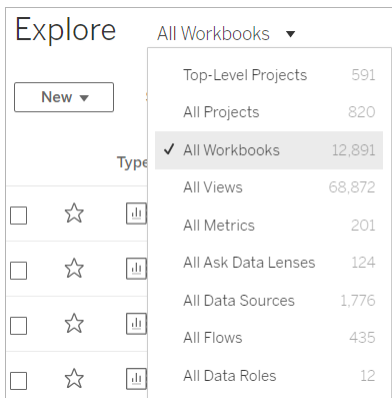 Explore All Workbooks
Top-Level Projects 591
New
All Projects 820
Type
All Workbooks 12,891
All Views 68,872
All Metrics 201
All Ask Data Lenses 124
All Data Sources 1,776
All Flows 435
All Data Roles 12